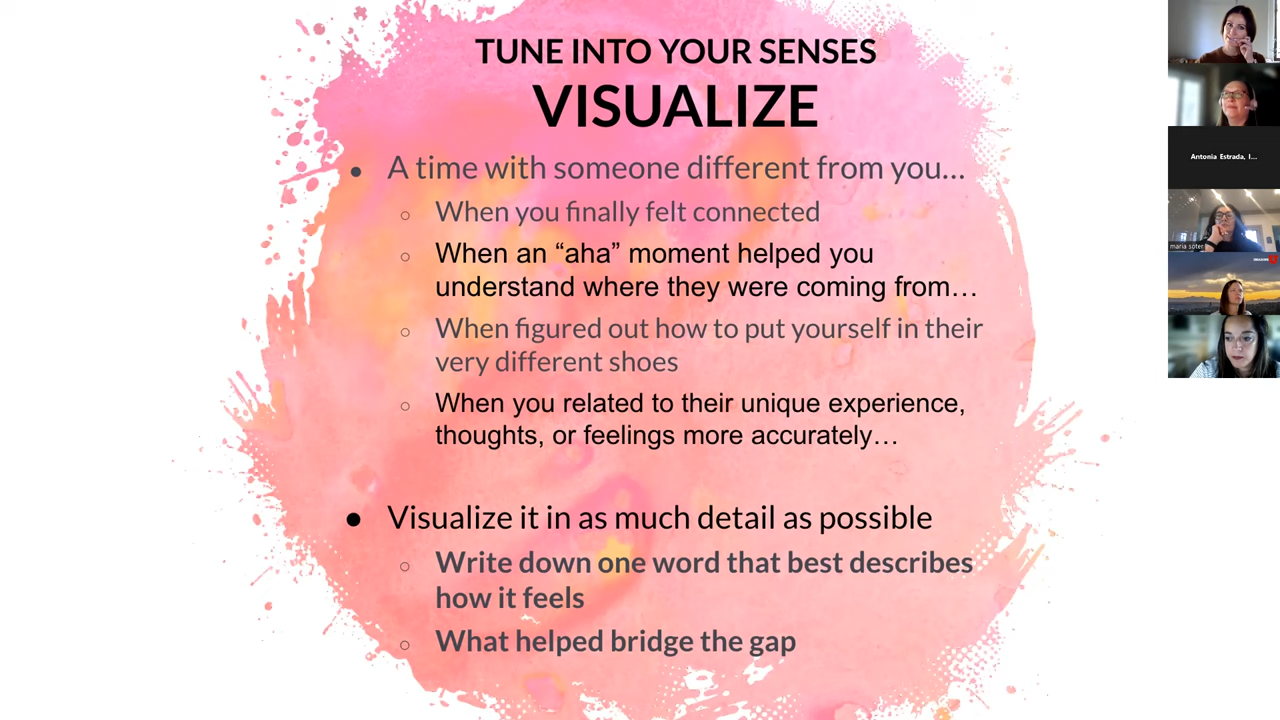 TUNE INTO YOUR SENSES
VISUALIZE
● A time with someone different from you...
○ When you finally felt connected
○ When an “aha” moment helped you
understand where they were coming from…
○ When figured out how to put yourself in their
very different shoes
○ When you related to their unique experience,
thoughts, or feelings more accurately…
● Visualize it in as much detail as possible
○ Write down one word that best describes
how it feels
○ What helped bridge the gap
Antonia Estrada, I...
maria soter